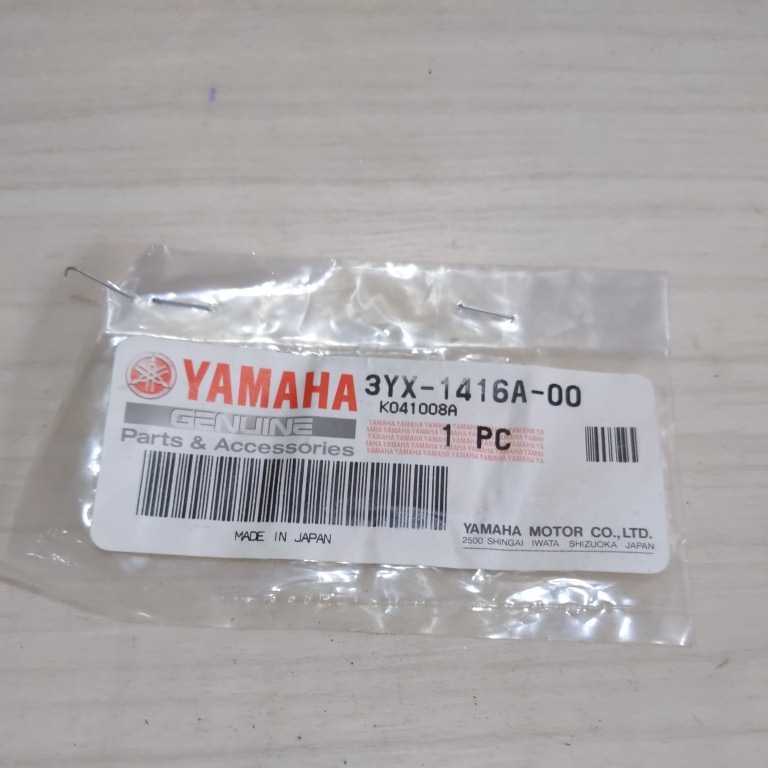 YAMAHA 3YX-1416A-00
K041008A
GENUINE
Parts & Accessories
1 PC
MADE IN JAPAN
YAMAHA MOTOR CO.,LTD.
2500 SHINGAI IWATA SHIZUOKA JAPAN